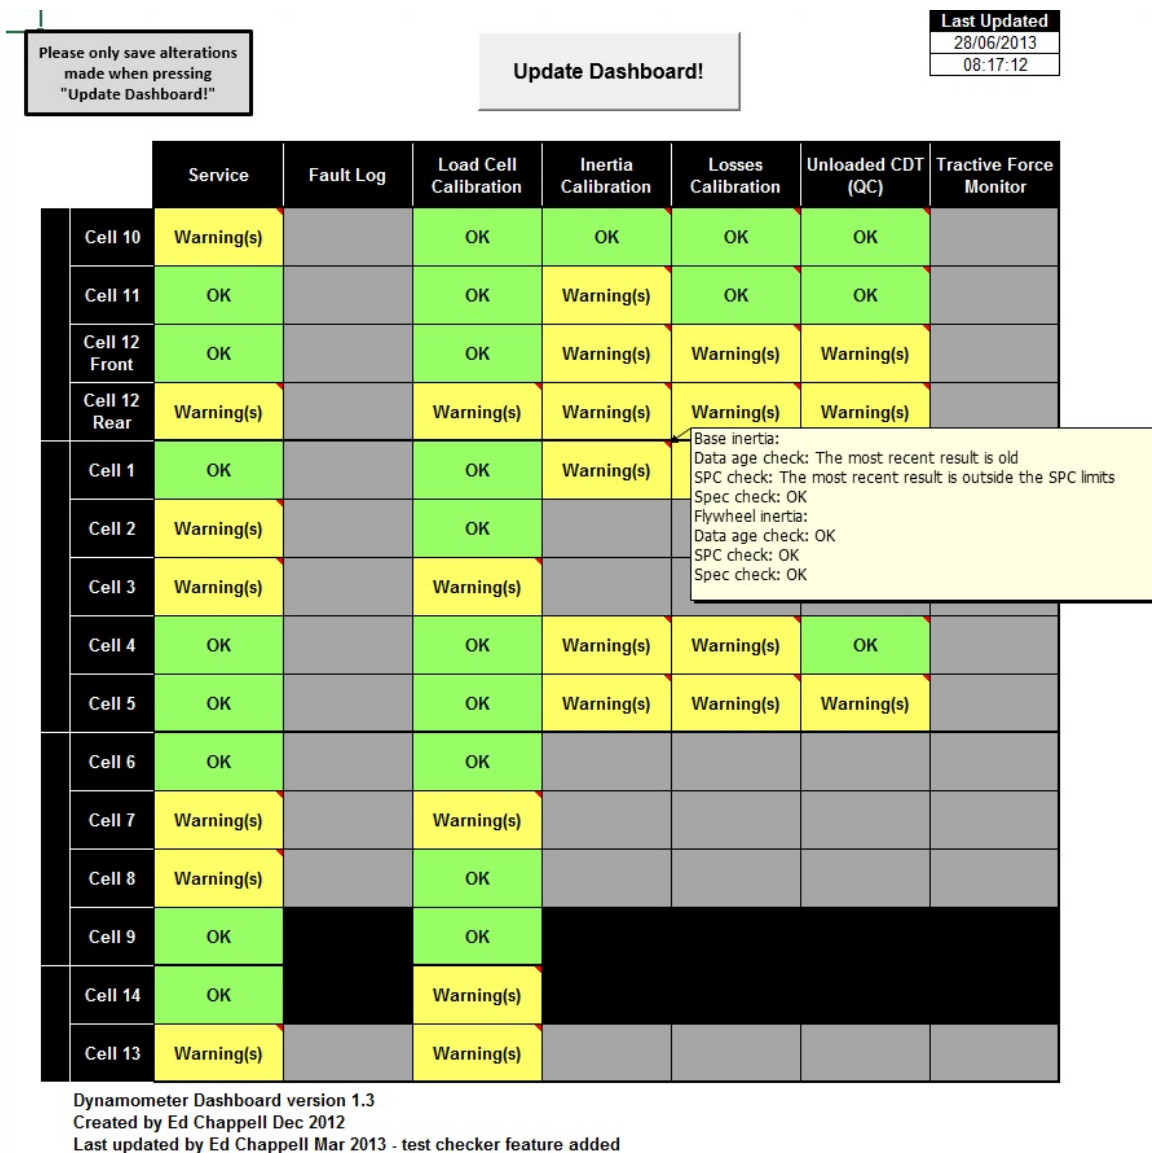 Please only save alterations
made when pressing
"Update Dashboard!"
Update Dashboard!
Last Updated
28/06/2013
08:17:12
Service Fault Log Load Cell Calibration Inertia Calibration Losses Calibration Unloaded CDT (QC) Tractive Force Monitor
Cell 10 Warning(s) OK OK OK OK
Cell 11 OK OK Warning(s) OK OK
Cell 12 Front OK OK Warning(s) Warning(s) Warning(s)
Cell 12 Rear Warning(s) Warning(s) Warning(s) Warning(s) Warning(s)
Cell 1 OK OK Warning(s)
Base inertia:
Data age check: The most recent result is old
SPC check: The most recent result is outside the SPC limits
Spec check: OK
Flywheel inertia:
Data age check: OK
SPC check: OK
Spec check: OK
Cell 2 Warning(s) OK
Cell 3 Warning(s) Warning(s)
Cell 4 OK OK Warning(s) Warning(s) OK
Cell 5 OK OK Warning(s) Warning(s) Warning(s)
Cell 6 OK OK
Cell 7 Warning(s) Warning(s)
Cell 8 Warning(s) OK
Cell 9 OK OK
Cell 14 OK Warning(s)
Cell 13 Warning(s) Warning(s)
Dynamometer Dashboard version 1.3
Created by Ed Chappell Dec 2012
Last updated by Ed Chappell Mar 2013 - test checker feature added